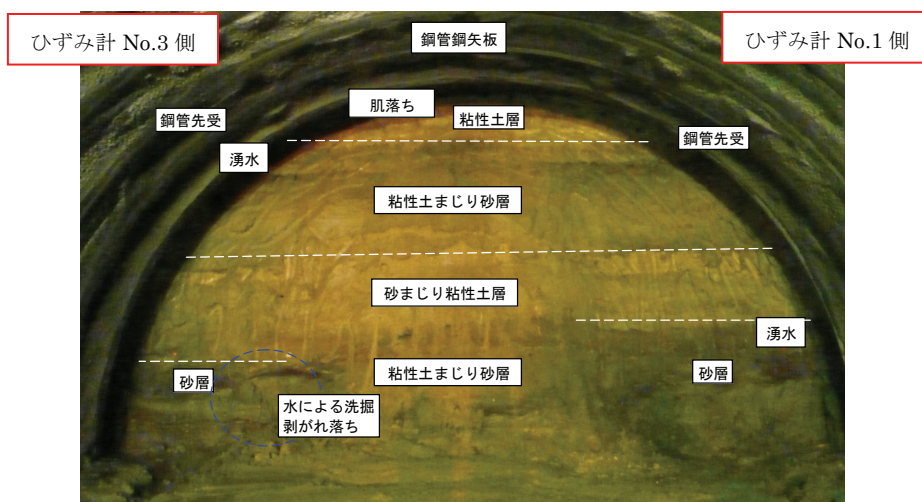 ひずみ計 No.3 側
鋼管鋼矢板
ひずみ計 No.1 側
肌落ち
鋼管先受
粘性土層
鋼管先受
湧水
粘性土まじり砂層
砂まじり粘性土層
湧水
砂層
粘性土まじり砂層
砂層
水による洗掘
剥がれ落ち